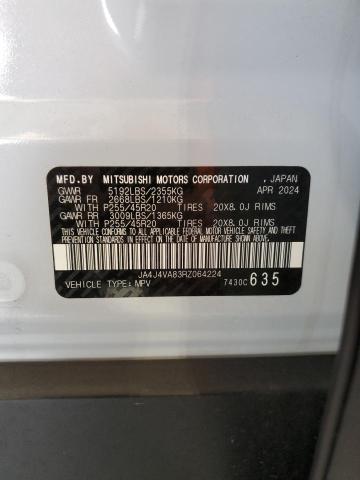 MFD.BY MITSUBISHI MOTORS CORPORATION , JAPAN
GVWR 5192LBS/2355KG APR 2024
GAWR FR 2668LBS/1210KG
WITH P255/45R20 TIRES 20X8.0J RIMS
GAWR RR 3009LBS/1365KG
WITH P255/45R20 TIRES 20X8.0J RIMS
THIS VEHICLE CONFORMS TO ALL APPLICABLE
FEDERAL MOTOR VEHICLE SAFETY AND THEFT
PREVENTION STANDARDS IN EFFECT ON THE DATE
OF MANUFACTURE SHOWN ABOVE.
JA4J4VA83RZ064224
VEHICLE TYPE: MPV 7430C 635